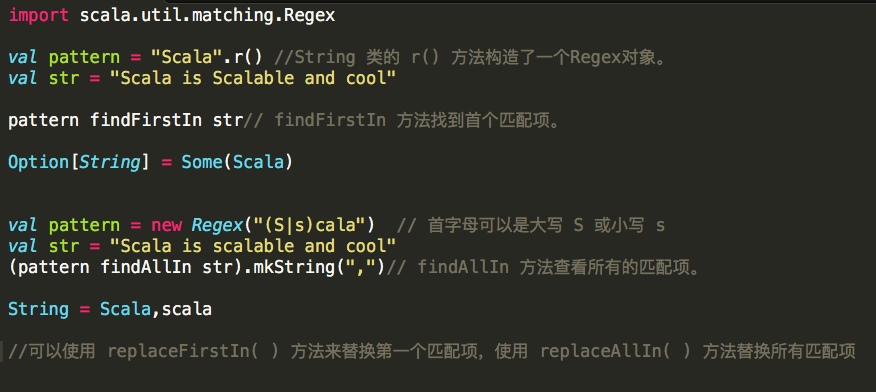 import scala.util.matching.Regex
val pattern = "Scala".r() //String 类的 r() 方法构造了一个Regex对象。
val str = "Scala is Scalable and cool"
pattern findFirstIn str// findFirstIn 方法找到首个匹配项。
Option[String] = Some(Scala)
val pattern = new Regex("(S|s)cala")  // 首字母可以是大写 S 或小写 s
val str = "Scala is scalable and cool"
(pattern findAllIn str).mkString(",")// findAllIn 方法查看所有的匹配项。
String = Scala,scala
//可以使用 replaceFirstIn( ) 方法来替换第一个匹配项，使用 replaceAllIn( ) 方法替换所有匹配项